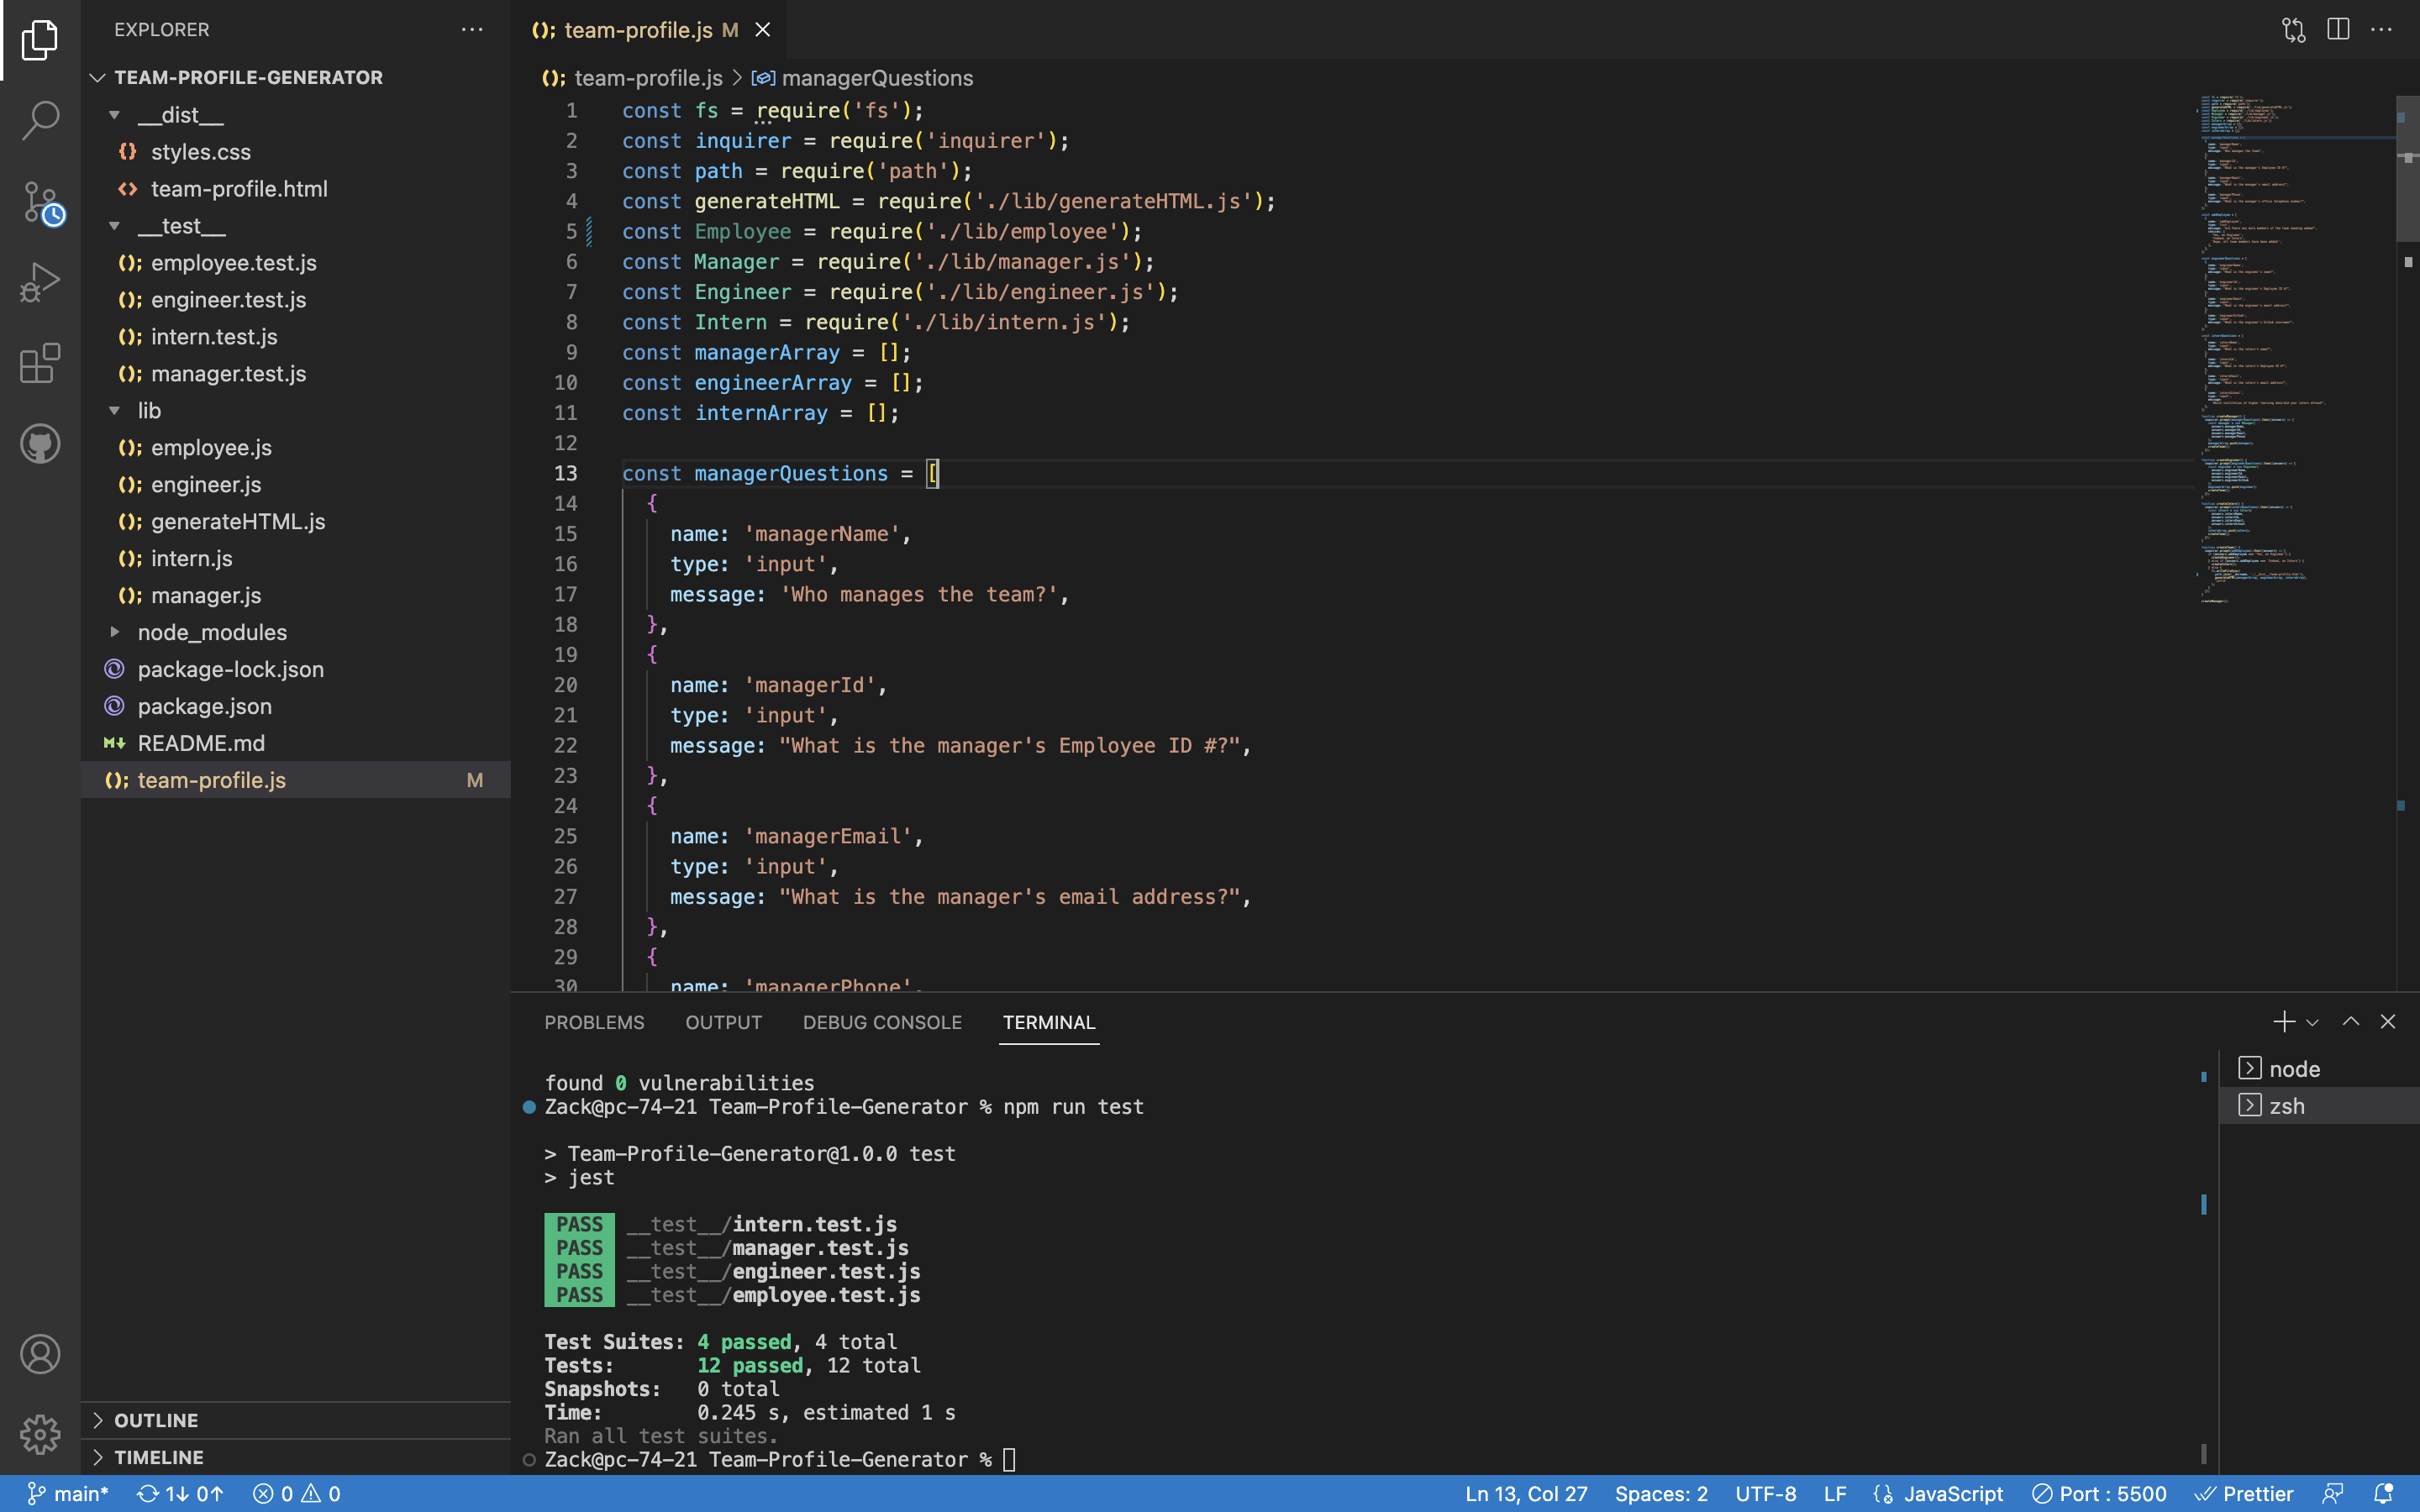 EXPLORER
TEAM-PROFILE-GENERATOR
__dist__
styles.css
team-profile.html
__test__
employee.test.js
engineer.test.js
intern.test.js
manager.test.js
lib
employee.js
engineer.js
generateHTML.js
intern.js
manager.js
node_modules
package-lock.json
package.json
README.md
team-profile.js M
OUTLINE
TIMELINE
team-profile.js M
team-profile.js > managerQuestions
1 const fs = require('fs');
2 const inquirer = require('inquirer');
3 const path = require('path');
4 const generateHTML = require('./lib/generateHTML.js');
5 const Employee = require('./lib/employee');
6 const Manager = require('./lib/manager.js');
7 const Engineer = require('./lib/engineer.js');
8 const Intern = require('./lib/intern.js');
9 const managerArray = [];
10 const engineerArray = [];
11 const internArray = [];
12
13 const managerQuestions = [
14 {
15 name: 'managerName',
16 type: 'input',
17 message: 'Who manages the team?',
18 },
19 {
20 name: 'managerId',
21 type: 'input',
22 message: "What is the manager's Employee ID #?",
23 },
24 {
25 name: 'managerEmail',
26 type: 'input',
27 message: "What is the manager's email address?",
28 },
29 {
30 name: 'managerPhone',
PROBLEMS OUTPUT DEBUG CONSOLE TERMINAL
found 0 vulnerabilities
Zack@pc-74-21 Team-Profile-Generator % npm run test
> Team-Profile-Generator@1.0.0 test
> jest
PASS __test__/intern.test.js
PASS __test__/manager.test.js
PASS __test__/engineer.test.js
PASS __test__/employee.test.js
Test Suites: 4 passed, 4 total
Tests: 12 passed, 12 total
Snapshots: 0 total
Time: 0.245 s, estimated 1 s
Ran all test suites.
Zack@pc-74-21 Team-Profile-Generator %
node
zsh
main* 1↓ 0↑ 0 0
Ln 13, Col 27 Spaces: 2 UTF-8 LF JavaScript Port : 5500 Prettier